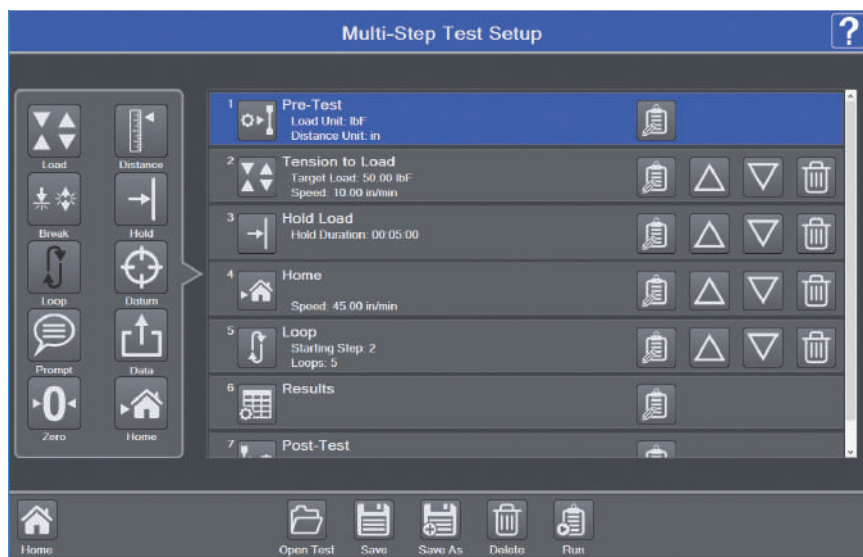 Multi-Step Test Setup
?
Load
Distance
Break
Hold
Loop
Datum
Prompt
Data
0
Zero
Home
1 Pre-Test
Load Unit: lbF
Distance Unit: in
2 Tension to Load
Target Load: 50.00 lbF
Speed: 10.00 in/min
3 Hold Load
Hold Duration: 00:05:00
4 Home
Speed: 45.00 in/min
5 Loop
Starting Step: 2
Loops: 5
6 Results
7 Post-Test
Home
Open Test
Save
Save As
Delete
Run